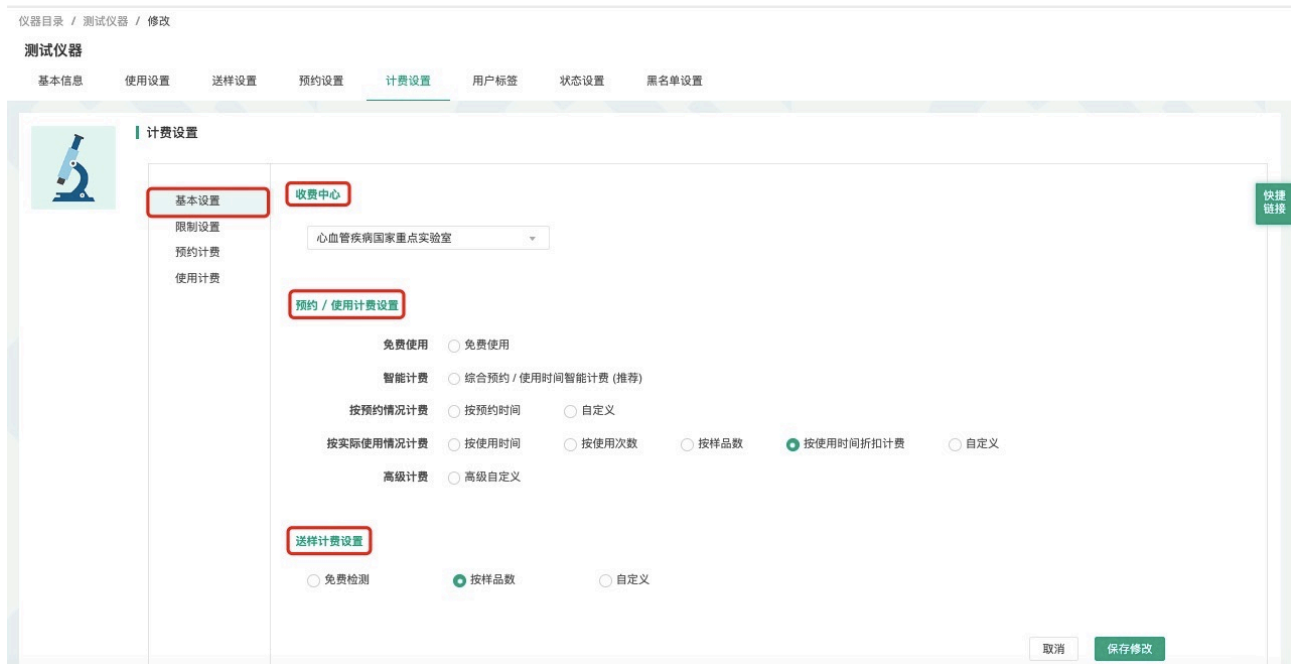 仪器目录 / 测试仪器 / 修改
测试仪器
基本信息 使用设置 送样设置 预约设置 计费设置 用户标签 状态设置 黑名单设置
计费设置
基本设置
限制设置
预约计费
使用计费
收费中心
心血管疾病国家重点实验室
快捷
链接
预约 / 使用计费设置
免费使用 免费使用
智能计费 综合预约 / 使用时间智能计费 (推荐)
按预约情况计费 按预约时间 自定义
按实际使用情况计费 按使用时间 按使用次数 按样品数 按使用时间折扣计费 自定义
高级计费 高级自定义
送样计费设置
免费检测 按样品数 自定义
取消 保存修改